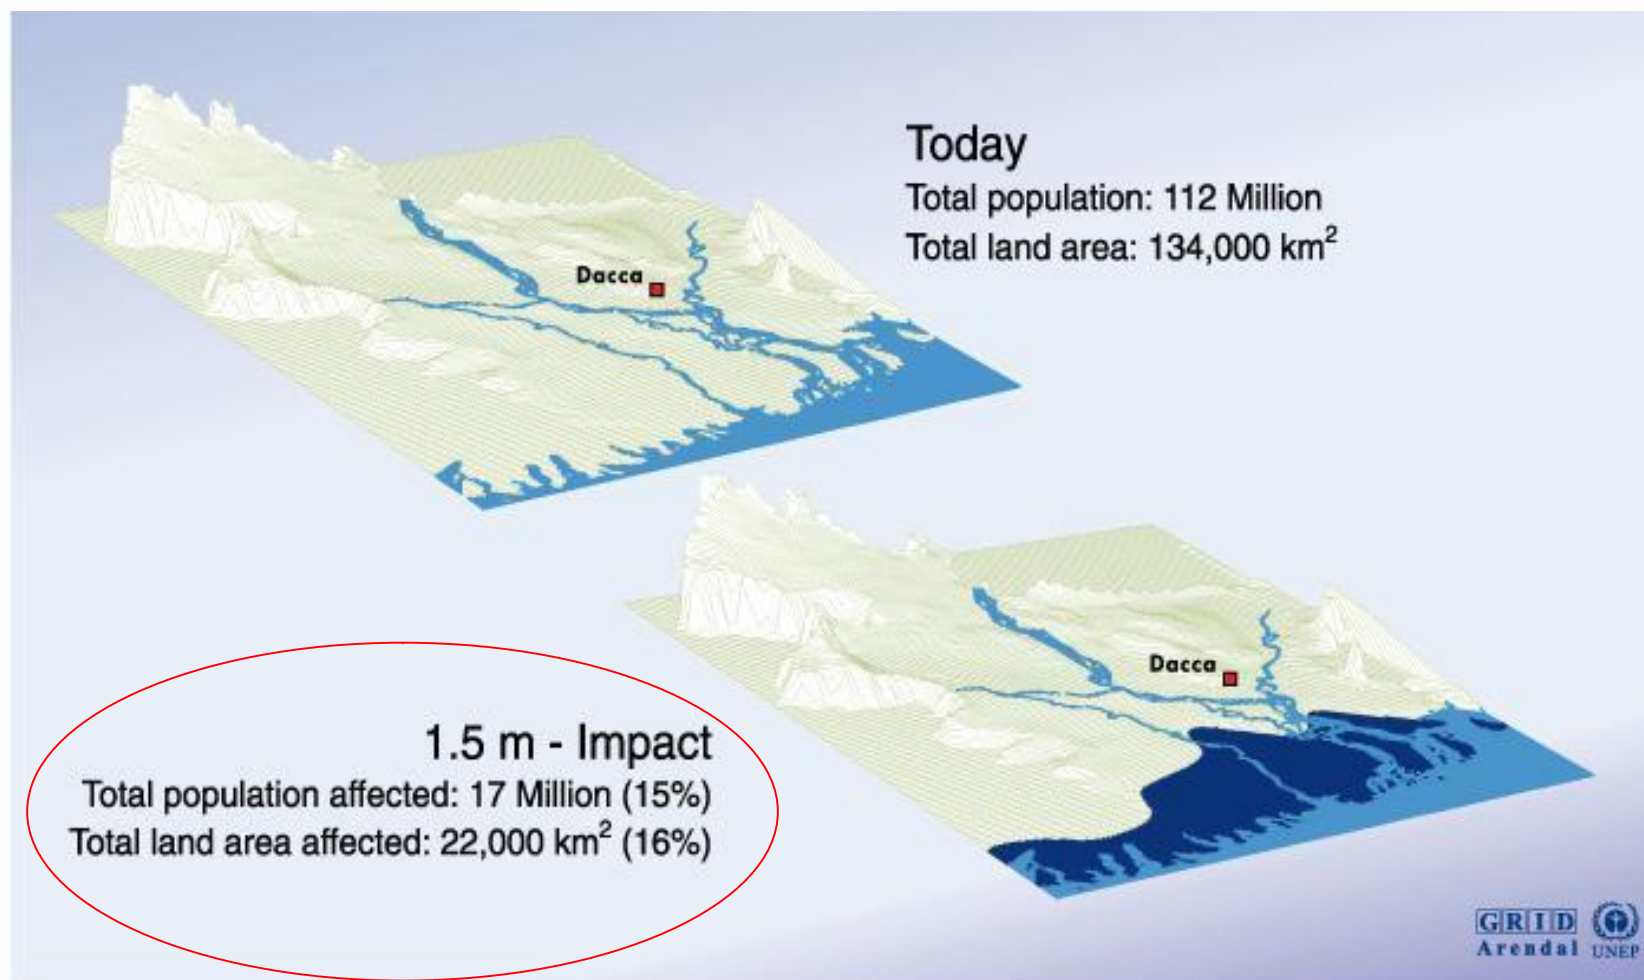 Today
Total population: 112 Million
Total land area: 134,000 km²
Dacca
Dacca
1.5 m - Impact
Total population affected: 17 Million (15%)
Total land area affected: 22,000 km² (16%)
GRID
Arendal
UNEP